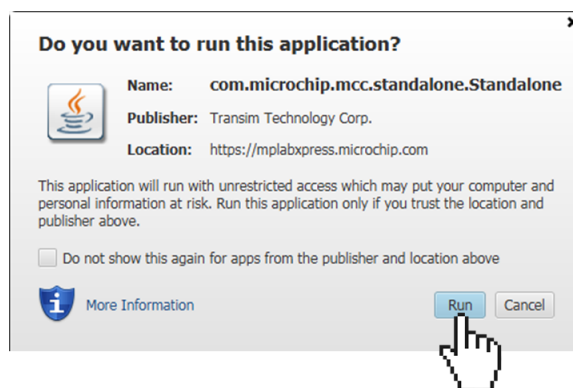 Do you want to run this application?
Name: com.microchip.mcc.standalone.Standalone
Publisher: Transim Technology Corp.
Location: https://mplabxpress.microchip.com
This application will run with unrestricted access which may put your computer and
personal information at risk. Run this application only if you trust the location and
publisher above.
Do not show this again for apps from the publisher and location above
More Information
Run Cancel